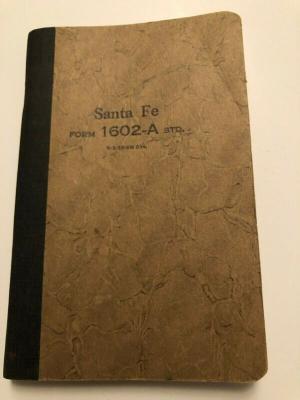 Santa Fe
FORM 1602-A STD.